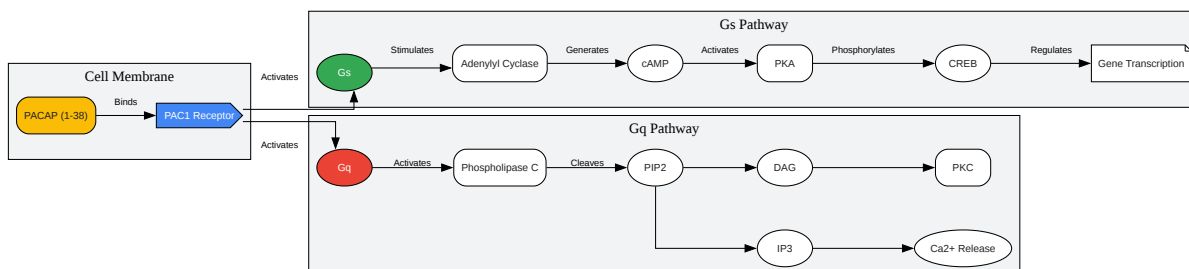 Gs Pathway
Stimulates
Generates
Activates
Phosphorylates
Regulates
Gs
Adenylyl Cyclase
cAMP
PKA
CREB
Gene Transcription
Cell Membrane
Activates
Binds
PACAP (1-38)
PAC1 Receptor
Activates
Gq Pathway
Activates
Cleaves
Gq
Phospholipase C
PIP2
DAG
PKC
IP3
Ca2+ Release